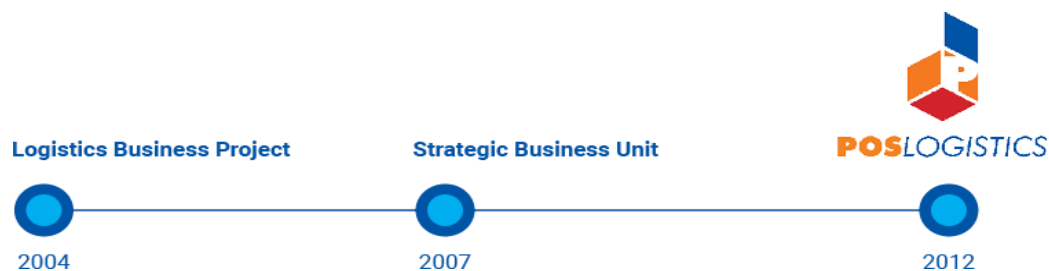 P
Logistics Business Project
Strategic Business Unit
POSLOGISTICS
2004
2007
2012